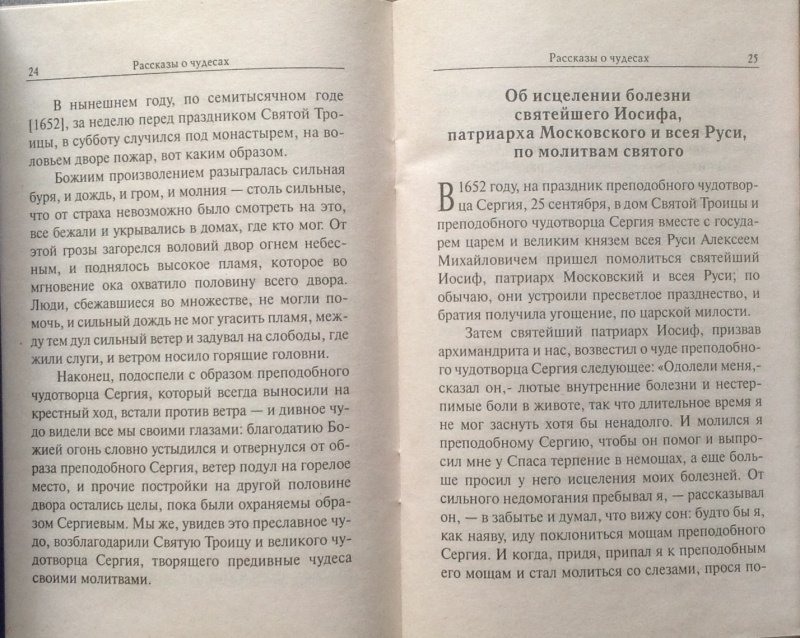 24
Рассказы о чудесах
В нынешнем году, по семитысячном годе
[1652], за неделю перед праздником Святой Тро-
ицы, в субботу случился под монастырем, на во-
ловьем дворе пожар, вот каким образом.
Божиим произволением разыгралась сильная
буря, и дождь, и гром, и молния — столь сильные,
что от страха невозможно было смотреть на это,
все бежали и укрывались в домах, где кто мог. От
этой грозы загорелся воловий двор огнем небес-
ным, и поднялось высокое пламя, которое во
мгновение ока охватило половину всего двора.
Люди, сбежавшиеся во множестве, не могли по-
мочь, и сильный дождь не мог угасить пламя, меж-
ду тем дул сильный ветер и задувал на слободы, где
жили слуги, и ветром носило горящие головни.
Наконец, подоспели с образом преподобного
чудотворца Сергия, который всегда выносили на
крестный ход, встали против ветра — и дивное чу-
до видели все мы своими глазами: благодатию Бо-
жией огонь словно устыдился и отвернулся от об-
раза преподобного Сергия, ветер подул на горелое
место, и прочие постройки на другой половине
двора остались целы, пока были охраняемы обра-
зом Сергиевым. Мы же, увидев это преславное чу-
до, возблагодарили Святую Троицу и великого чу-
дотворца Сергия, творящего предивные чудеса
своими молитвами.
Рассказы о чудесах
25
Об исцелении болезни
святейшего Иосифа,
патриарха Московского и всея Руси,
по молитвам святого
В 1652 году, на праздник преподобного чудотвор-
ца Сергия, 25 сентября, в дом Святой Троицы и
преподобного чудотворца Сергия вместе с госуда-
рем царем и великим князем всея Руси Алексеем
Михайловичем пришел помолиться святейший
Иосиф, патриарх Московский и всея Руси; по
обычаю, они устроили пресветлое празднество, и
братия получила угощение, по царской милости.
Затем святейший патриарх Иосиф, призвав
архимандрита и нас, возвестил о чуде преподобно-
го чудотворца Сергия следующее: «Одолели меня,-
сказал он,- лютые внутренние болезни и нестер-
пимые боли в животе, так что длительное время я
не мог заснуть хотя бы ненадолго. И молился я
преподобному Сергию, чтобы он помог и выпро-
сил мне у Спаса терпение в немощах, а еще боль-
ше просил у него исцеления моих болезней. От
сильного недомогания пребывал я, — рассказывал
он, — в забытье и думал, что вижу сон: будто бы я,
как наяву, иду поклониться мощам преподобного
Сергия. И когда, придя, припал я к преподобным
его мощам и стал молиться со слезами, прося по-